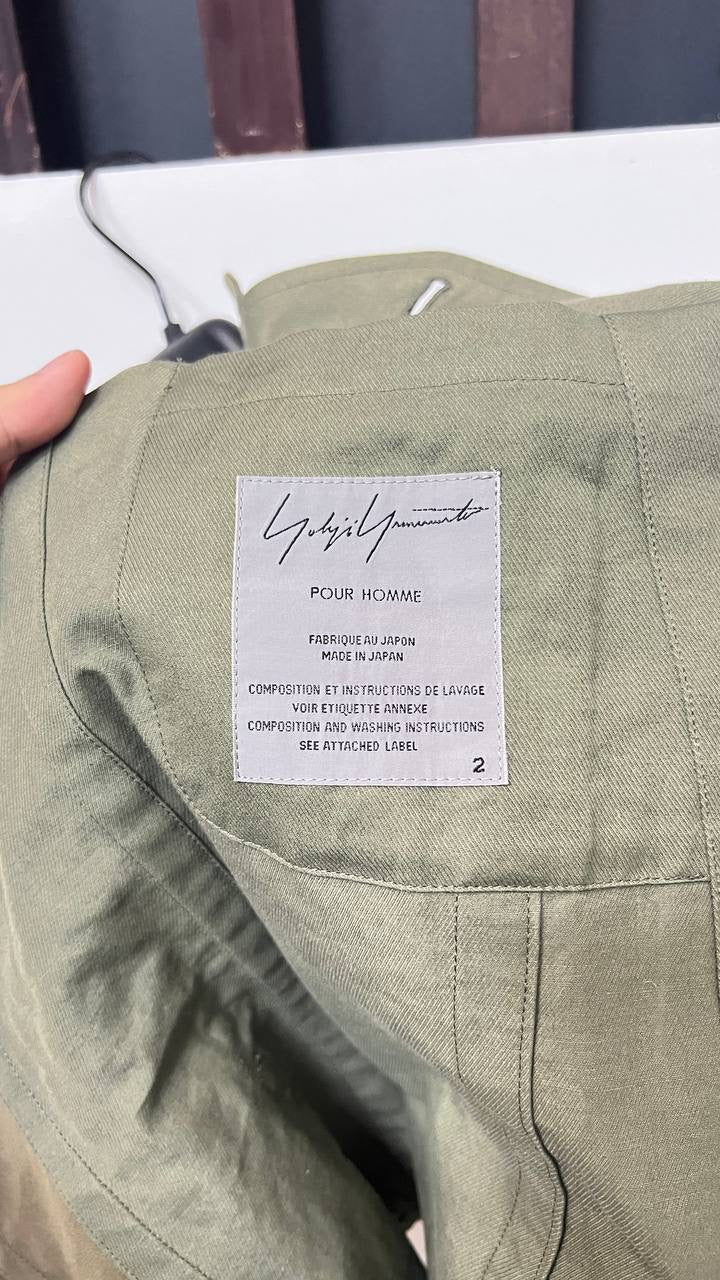 Yohji Yamamoto
POUR HOMME
FABRIQUE AU JAPON
MADE IN JAPAN
COMPOSITION ET INSTRUCTIONS DE LAVAGE
VOIR ETIQUETTE ANNEXE
COMPOSITION AND WASHING INSTRUCTIONS
SEE ATTACHED LABEL
2